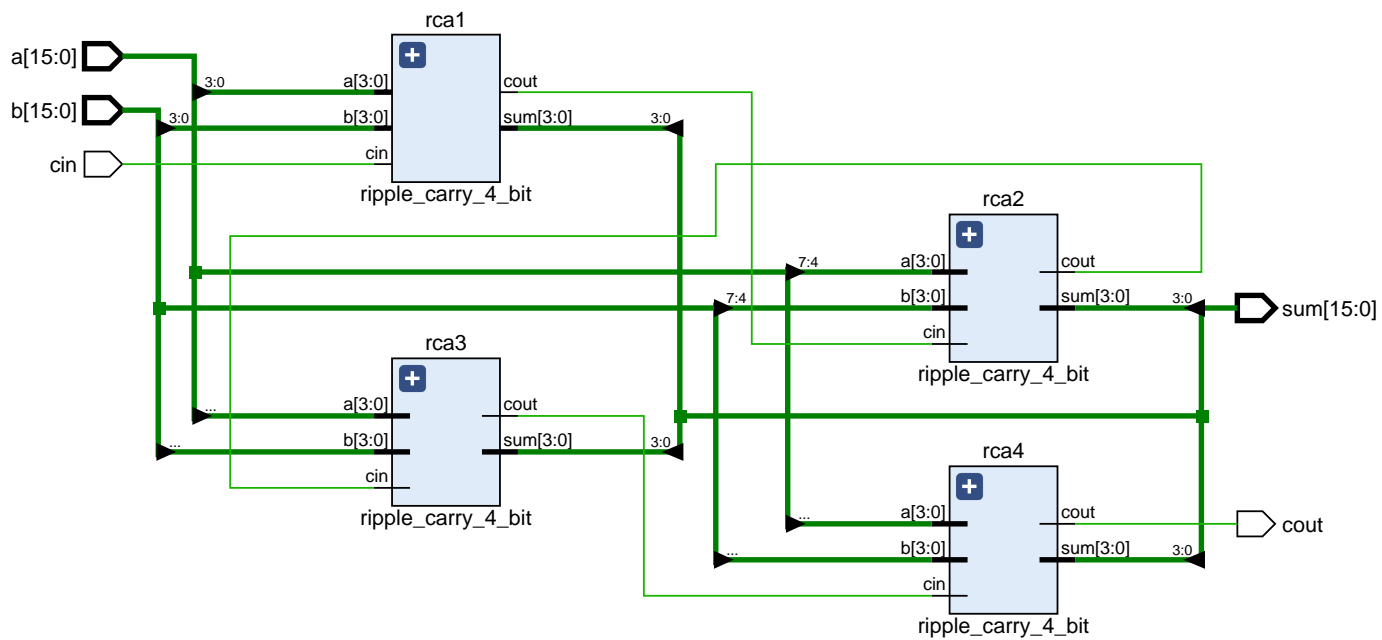 rca1
a[15:0]
3:0
a[3:0]
cout
b[15:0]
3:0
b[3:0]
sum[3:0]
3:0
cin
cin
ripple_carry_4_bit
rca2
7:4
a[3:0]
cout
7:4
b[3:0]
sum[3:0]
3:0
sum[15:0]
cin
ripple_carry_4_bit
rca3
...
a[3:0]
cout
...
b[3:0]
sum[3:0]
3:0
cin
ripple_carry_4_bit
rca4
...
a[3:0]
cout
cout
...
b[3:0]
sum[3:0]
3:0
cin
ripple_carry_4_bit